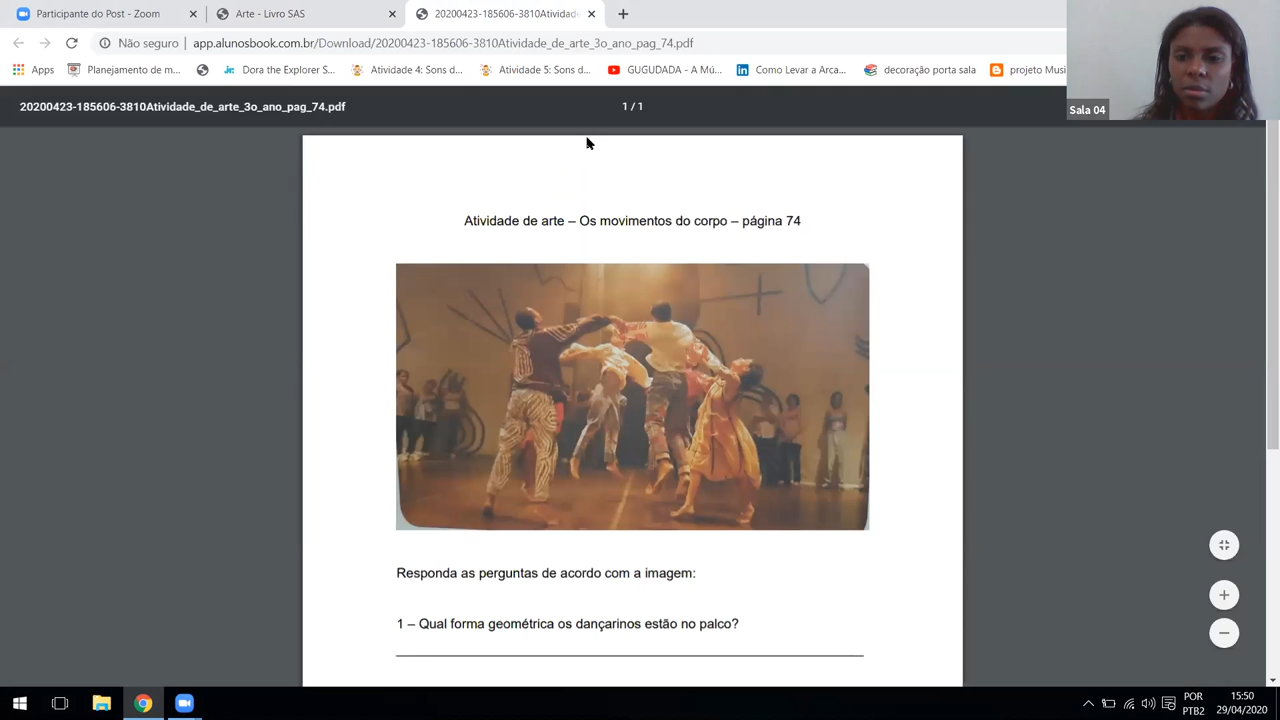 Participante do Post - Zoom
Arte - Livro SAS
20200423-185606-3810Atividade_
Não seguro
app.alunosbook.com.br/Download/20200423-185606-3810Atividade_de_arte_3o_ano_pag_74.pdf
Apps
Planejamento de m...
Dora the Explorer S...
Atividade 4: Sons d...
Atividade 5: Sons d...
GUGUDADA - A Mú...
Como Levar a Arca...
decoração porta sala
projeto Musi
Sala 04
20200423-185606-3810Atividade_de_arte_3o_ano_pag_74.pdf
1 / 1
Atividade de arte – Os movimentos do corpo – página 74
Responda as perguntas de acordo com a imagem:
1 – Qual forma geométrica os dançarinos estão no palco?
POR
PTB2
15:50
29/04/2020